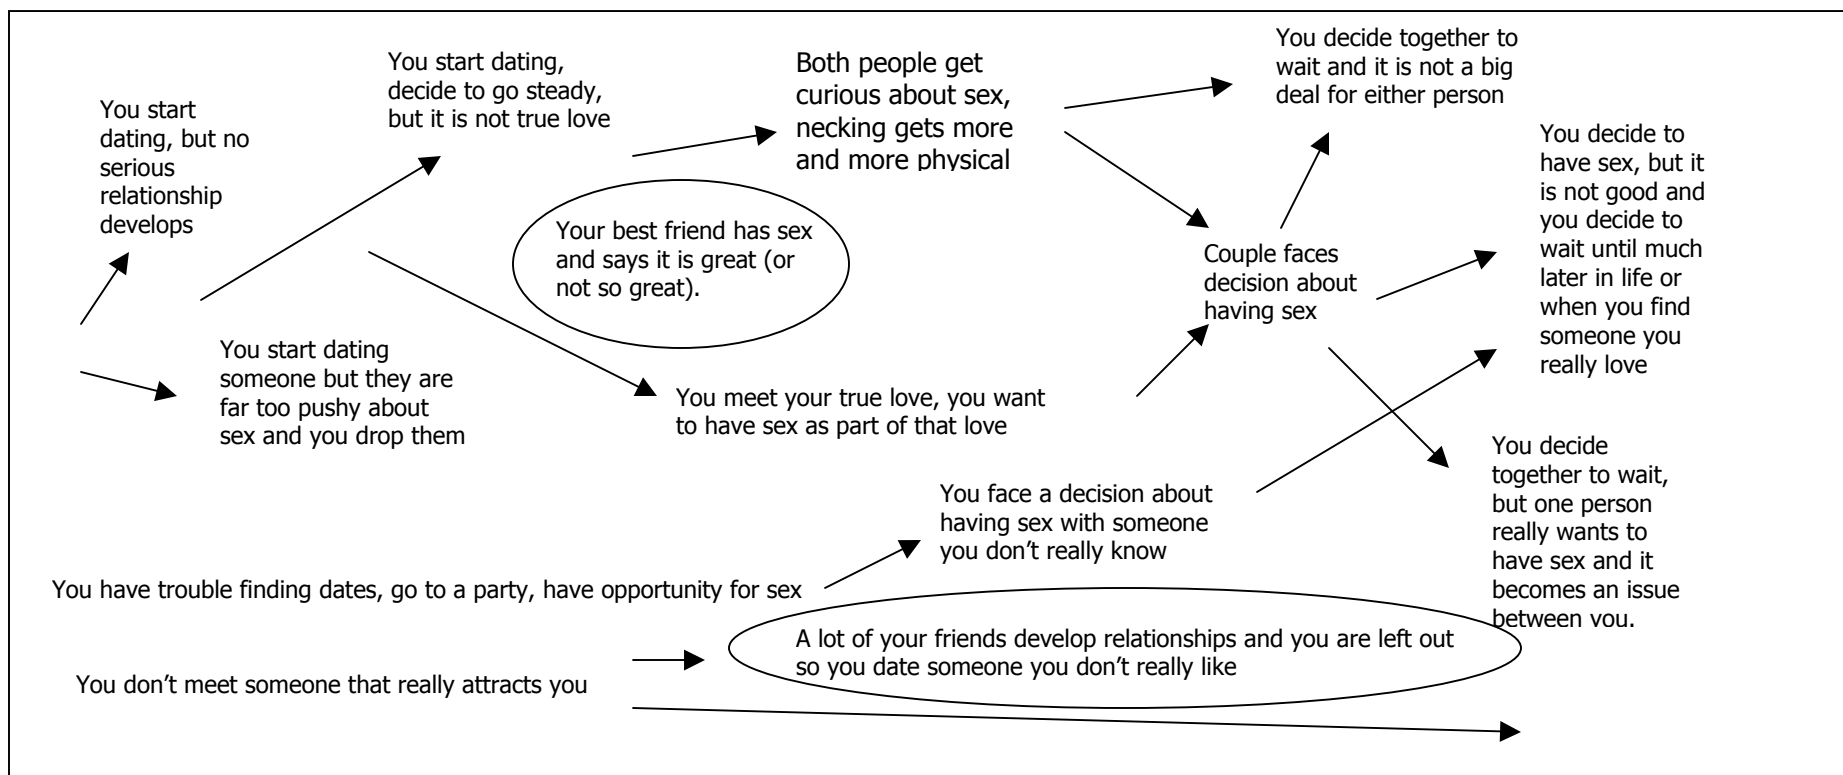 You start
dating, but no
serious
relationship
develops
You start dating,
decide to go steady,
but it is not true love
Both people get
curious about sex,
necking gets more
and more physical
You decide together to
wait and it is not a big
deal for either person
You decide to
have sex, but it
is not good and
you decide to
wait until much
later in life or
when you find
someone you
really love
Your best friend has sex
and says it is great (or
not so great).
Couple faces
decision about
having sex
You start dating
someone but they are
far too pushy about
sex and you drop them
You meet your true love, you want
to have sex as part of that love
You decide
together to wait,
but one person
really wants to
have sex and it
becomes an issue
between you.
You face a decision about
having sex with someone
you don’t really know
You have trouble finding dates, go to a party, have opportunity for sex
A lot of your friends develop relationships and you are left out
so you date someone you don’t really like
You don’t meet someone that really attracts you